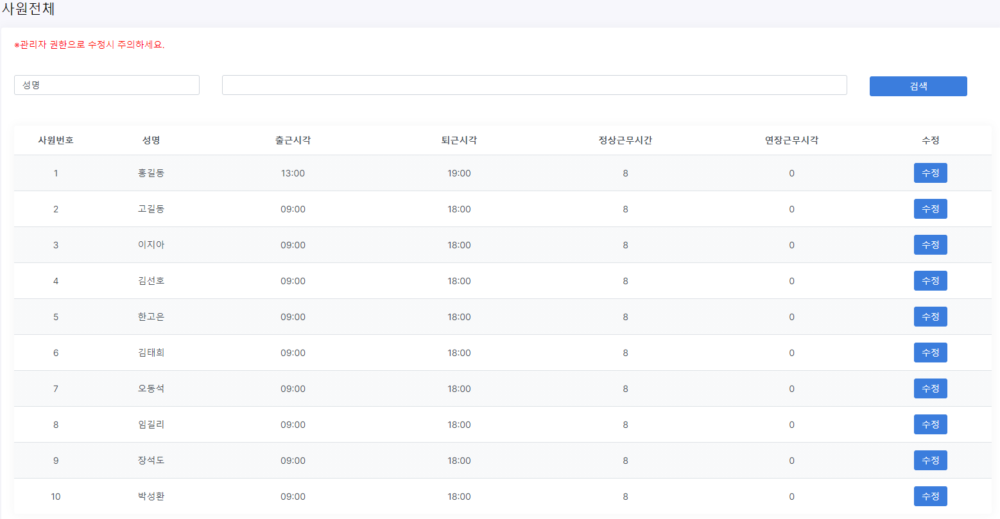 사원전체
※관리자 권한으로 수정시 주의하세요.
성명 검색
사원번호 성명 출근시각 퇴근시각 정상근무시간 연장근무시각 수정
1 홍길동 13:00 19:00 8 0 수정
2 고길동 09:00 18:00 8 0 수정
3 이지아 09:00 18:00 8 0 수정
4 김선호 09:00 18:00 8 0 수정
5 한고은 09:00 18:00 8 0 수정
6 김태희 09:00 18:00 8 0 수정
7 오동석 09:00 18:00 8 0 수정
8 임길리 09:00 18:00 8 0 수정
9 장석도 09:00 18:00 8 0 수정
10 박성환 09:00 18:00 8 0 수정